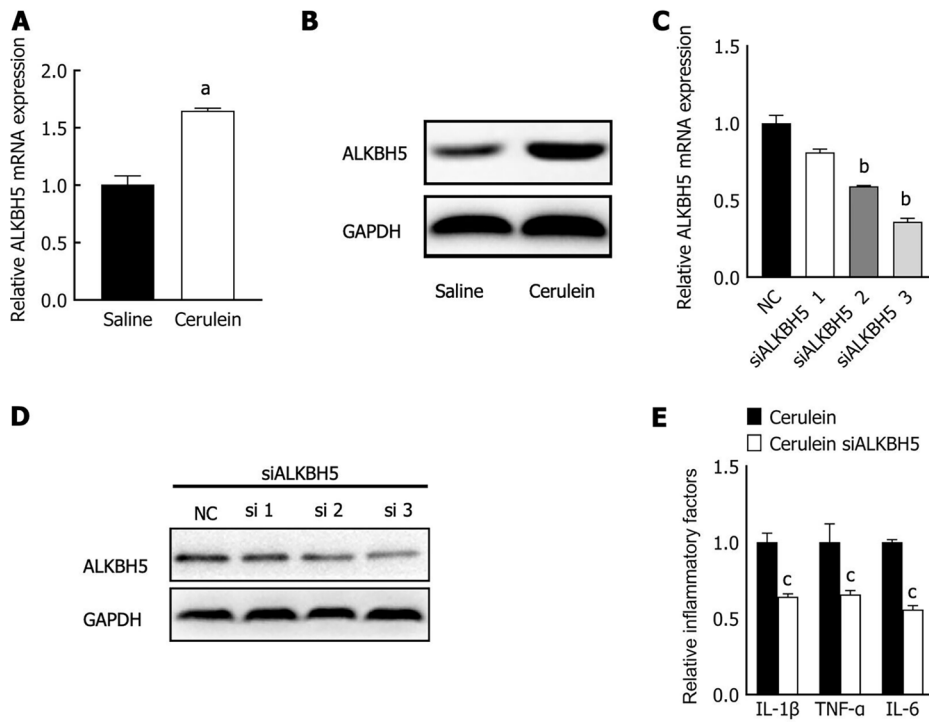 A
Relative ALKBH5 mRNA expression
2.0
1.5
1.0
0.5
0.0
a
Saline Cerulein
B
ALKBH5
GAPDH
Saline Cerulein
C
Relative ALKBH5 mRNA expression
1.5
1.0
0.5
0.0
b
b
NC
siALKBH5 1
siALKBH5 2
siALKBH5 3
D
siALKBH5
NC si 1 si 2 si 3
ALKBH5
GAPDH
E
Cerulein
Cerulein siALKBH5
Relative inflammatory factors
1.5
1.0
0.5
0.0
c c c
IL-1β TNF-α IL-6